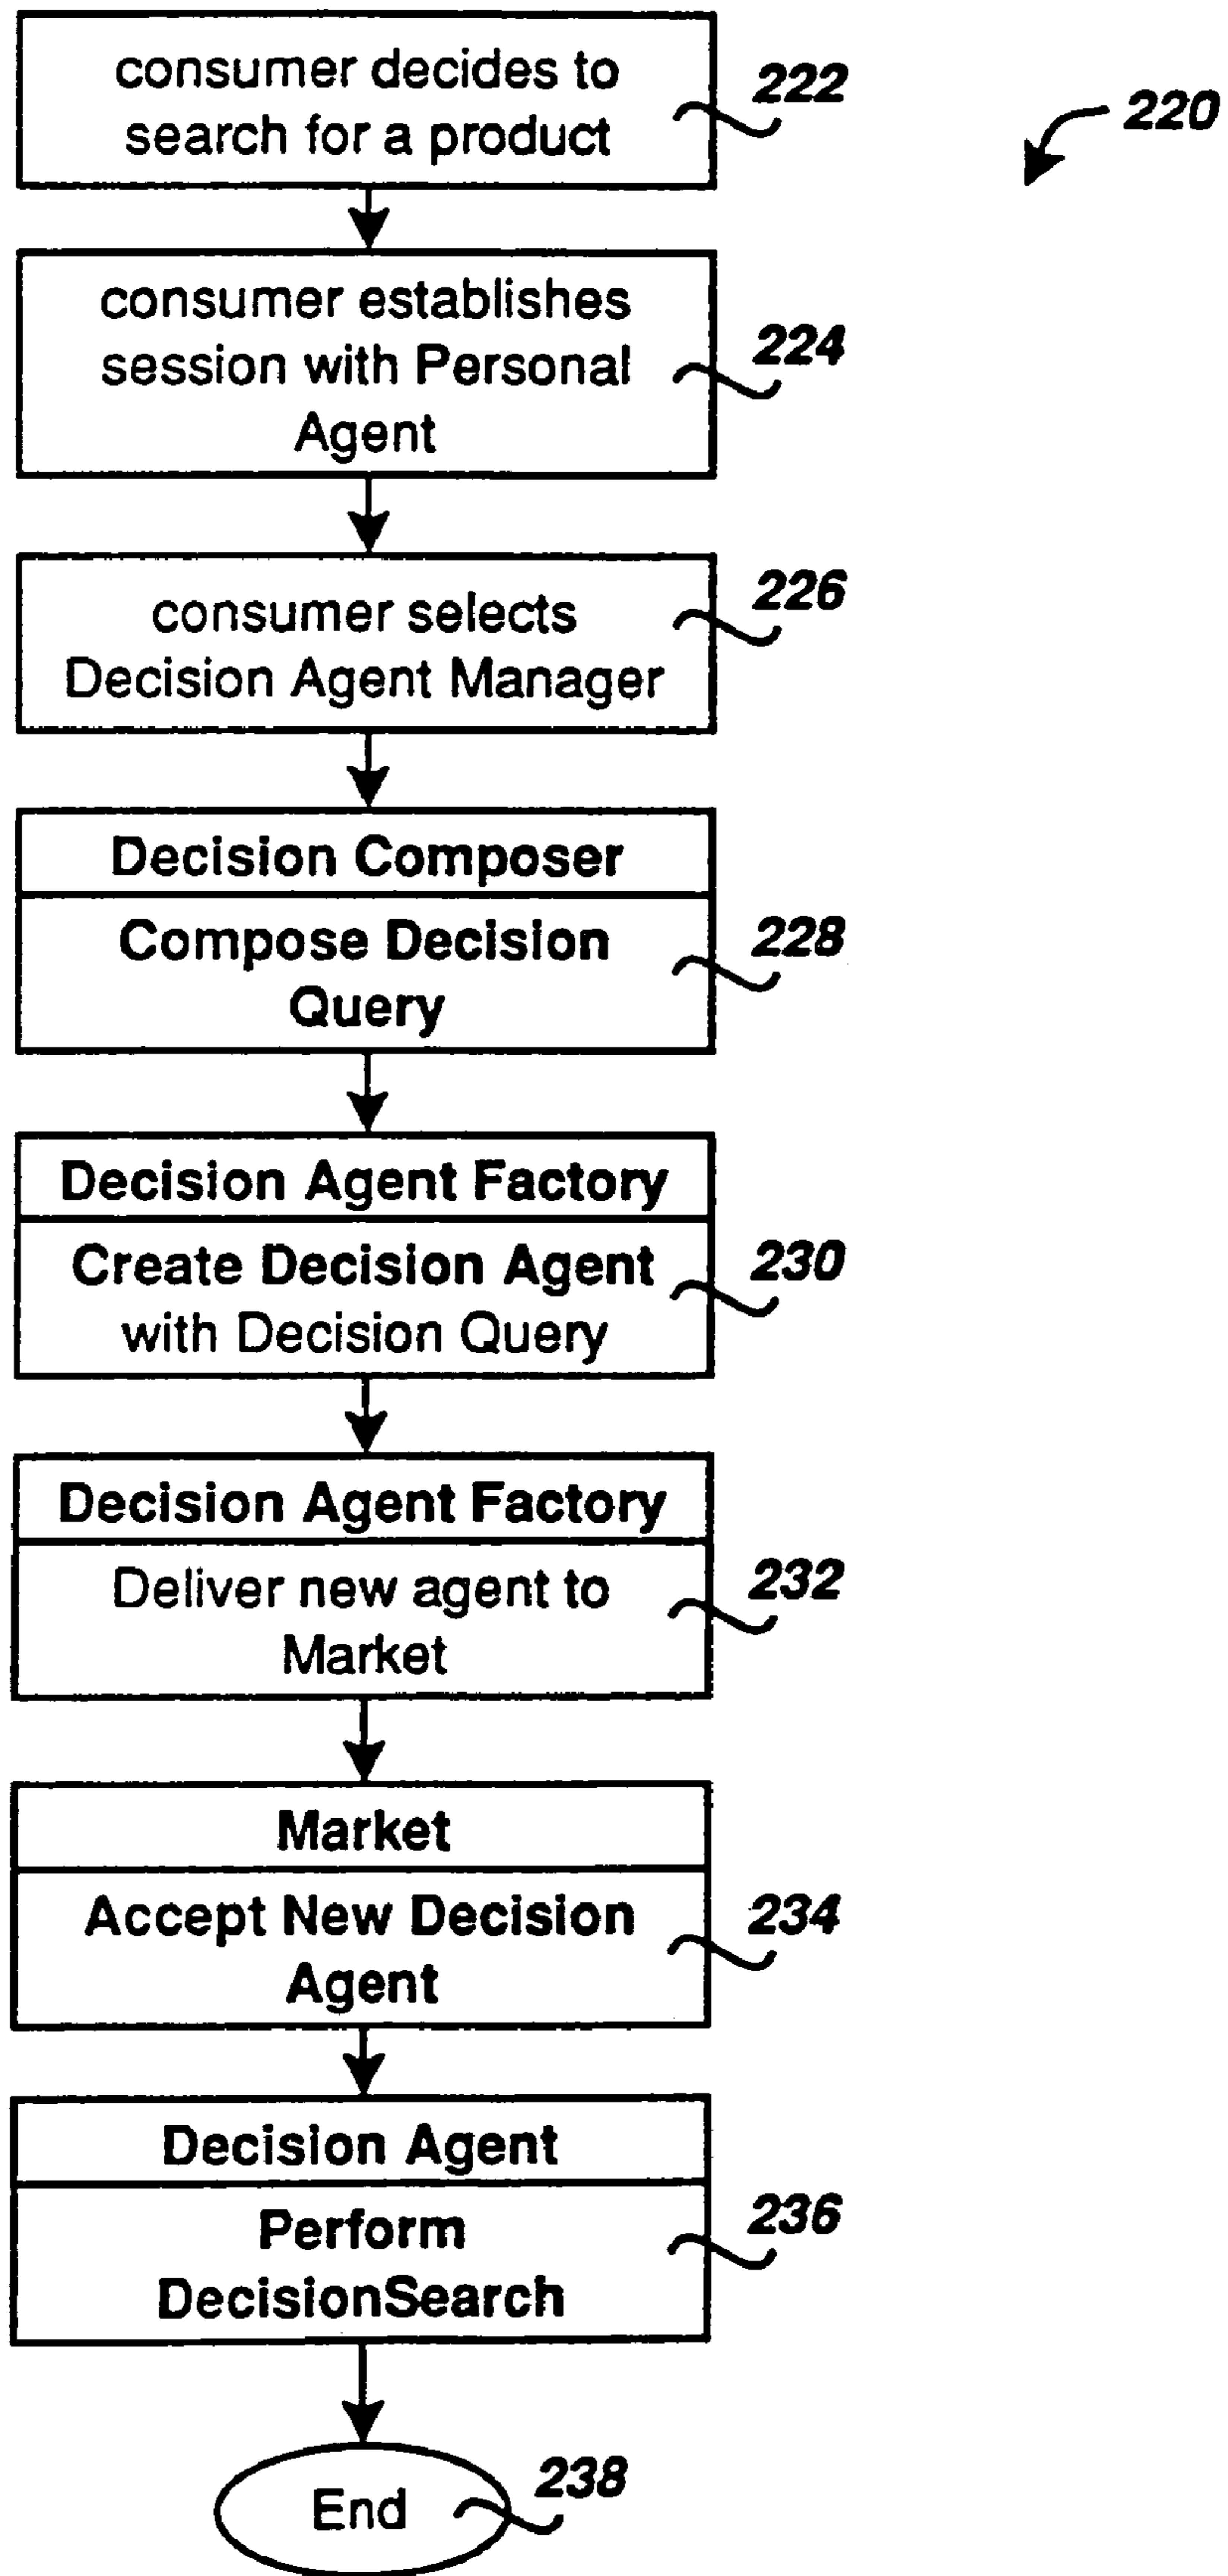 consumer decides to
search for a product
222
220
consumer establishes
session with Personal
Agent
224
consumer selects
Decision Agent Manager
226
Decision Composer
Compose Decision
Query
228
Decision Agent Factory
Create Decision Agent
with Decision Query
230
Decision Agent Factory
Deliver new agent to
Market
232
Market
Accept New Decision
Agent
234
Decision Agent
Perform
DecisionSearch
236
End
238